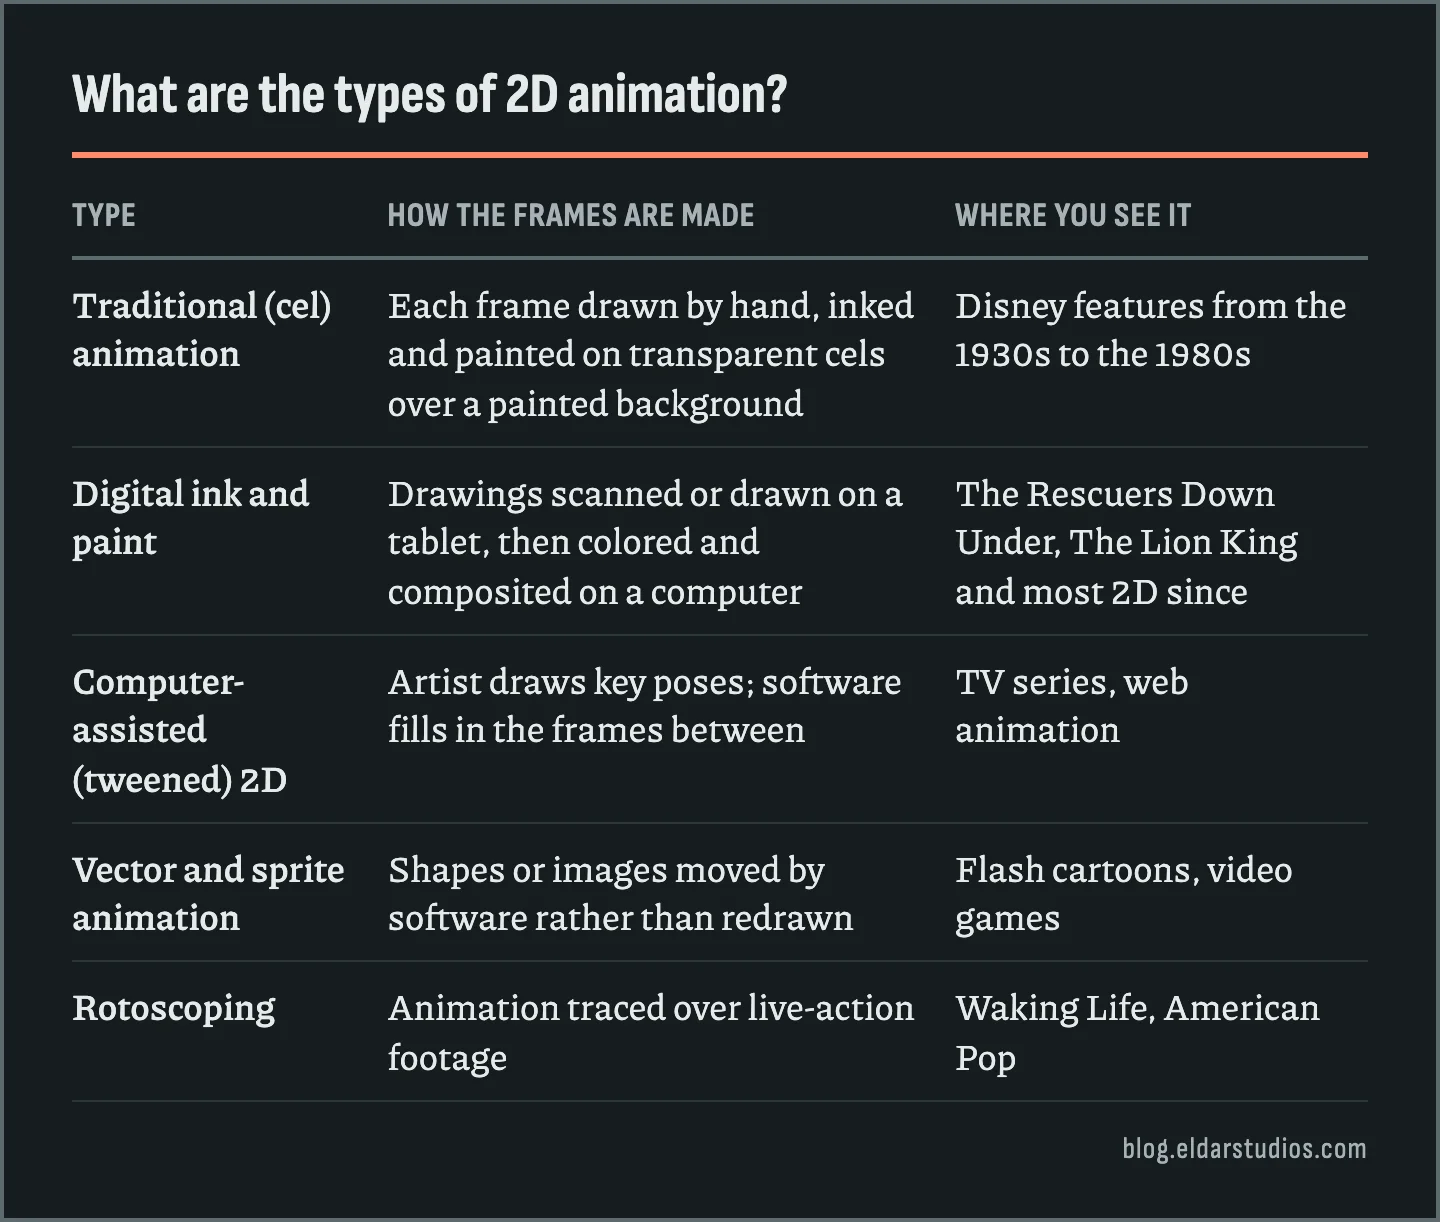 What are the types of 2D animation?
TYPE HOW THE FRAMES ARE MADE WHERE YOU SEE IT
Traditional (cel) Each frame drawn by hand, inked Disney features from the
animation and painted on transparent cels 1930s to the 1980s
over a painted background
Digital ink and Drawings scanned or drawn on a The Rescuers Down
paint tablet, then colored and Under, The Lion King
composited on a computer and most 2D since
Computer- Artist draws key poses; software TV series, web
assisted fills in the frames between animation
(tweened) 2D
Vector and sprite Shapes or images moved by Flash cartoons, video
animation software rather than redrawn games
Rotoscoping Animation traced over live-action Waking Life, American
footage Pop
blog.eldarstudios.com